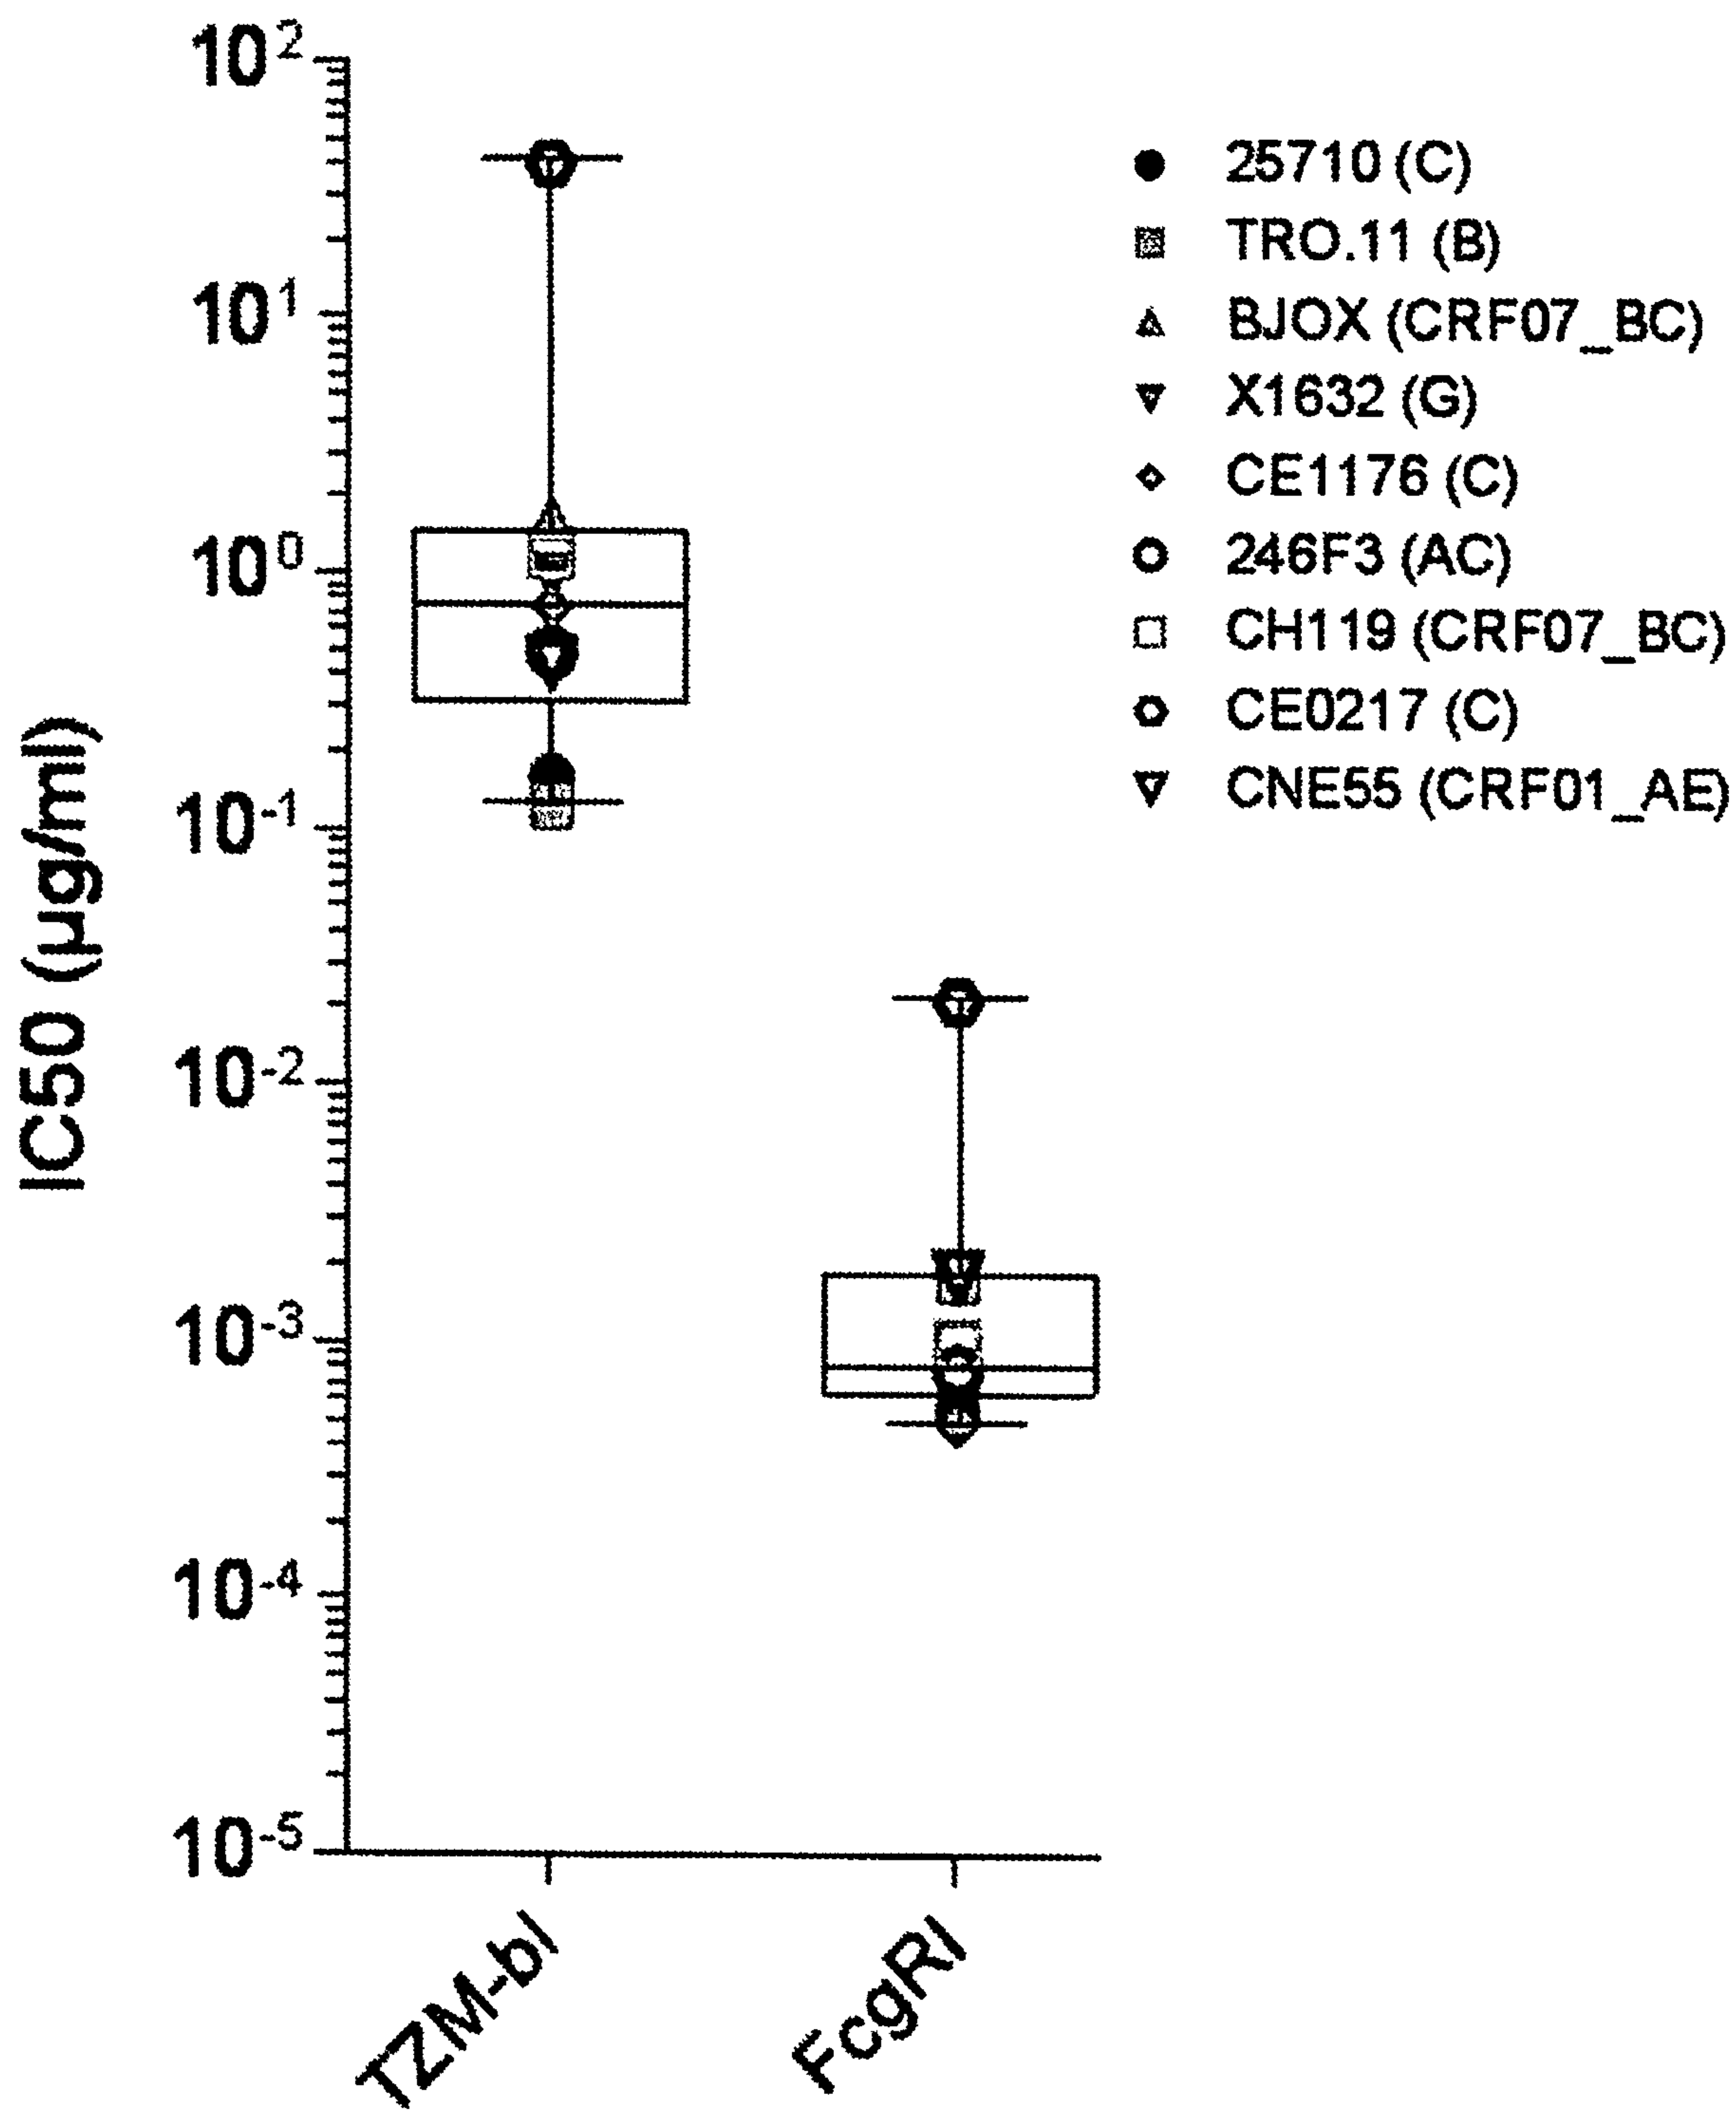 10²
10¹
10⁰
10⁻¹
10⁻²
10⁻³
10⁻⁴
10⁻⁵
IC50 (µg/ml)
TZM-bl
FcgRI
25710 (C)
TRO.11 (B)
BJOX (CRF07_BC)
X1632 (G)
CE1176 (C)
246F3 (AC)
CH119 (CRF07_BC)
CE0217 (C)
CNE55 (CRF01_AE)